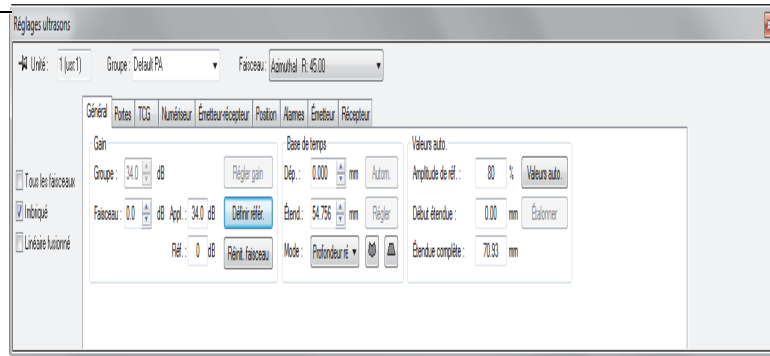 Réglages ultrasons
Unité : 1 (usr.1) Groupe : Default PA Faisceau : Azimuthal R: 45.00
Général Portes TCG Numériseur Émetteur-récepteur Position Alarmes Émetteur Récepteur
Tous les faisceaux
Imbriqué
Linéaire fusionné
Gain
Groupe : 34.0 dB Régler gain
Faisceau : 0.0 dB Appl. : 34.0 dB Définir référ.
Réf. : 0 dB Réinit. faisceau
Base de temps
Dép. : 0.000 mm Autom.
Étend. : 54.756 mm Régler
Mode : Profondeur ré
Valeurs auto.
Amplitude de réf. : 80 % Valeurs auto.
Début étendue : 0.00 mm Étalonner
Étendue complète : 70.93 mm